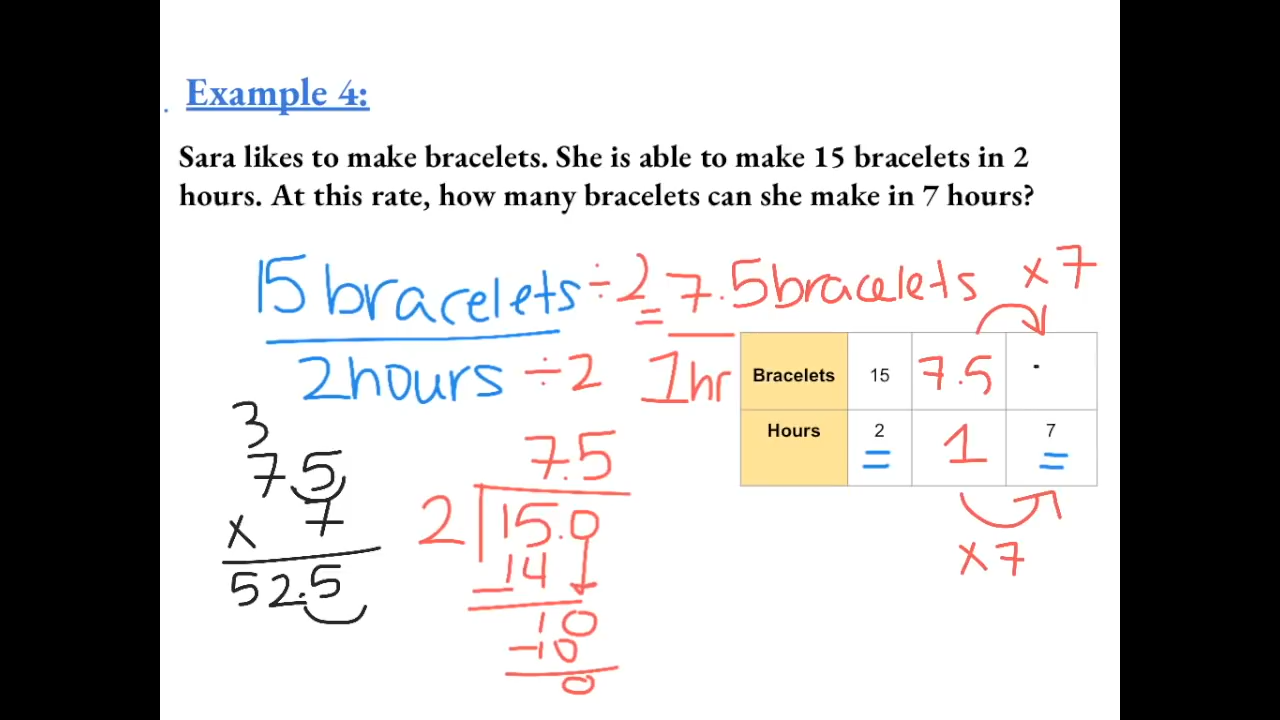 Example 4:
Sara likes to make bracelets. She is able to make 15 bracelets in 2
hours. At this rate, how many bracelets can she make in 7 hours?
15 bracelets ÷2 = 7.5 bracelets x7
2 hours ÷2 1hr
Bracelets 15 7.5
Hours 2 1 7
= =
x7
3
7 5
x 7
52.5
7.5
2 15.0
-14
10
-10
0